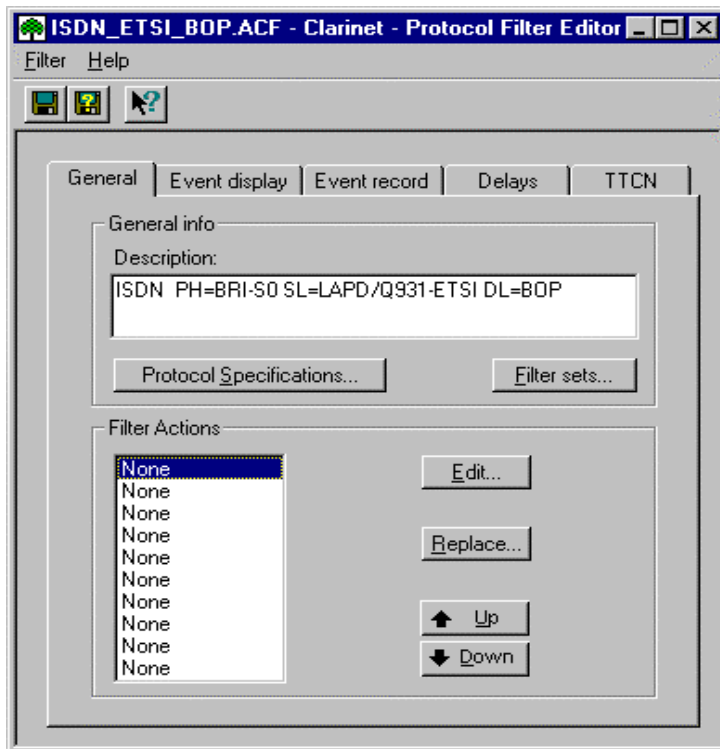 ISDN_ETSI_BOP.ACF - Clarinet - Protocol Filter Editor
Filter Help
General Event display Event record Delays TTCN
General info
Description:
ISDN PH=BRI-S0 SL=LAPD/Q931-ETSI DL=BOP
Protocol Specifications... Filter sets...
Filter Actions
None
None
None
None
None
None
None
None
None
None
Edit...
Replace...
Up
Down